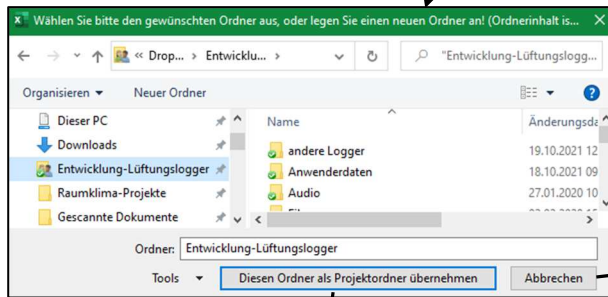 Wählen Sie bitte den gewünschten Ordner aus, oder legen Sie einen neuen Ordner an! (Ordnerinhalt is...
« Drop... › Entwicklu... › "Entwicklung-Lüftungslogg...
Organisieren Neuer Ordner
Dieser PC
Downloads
Entwicklung-Lüftungslogger
Raumklima-Projekte
Gescannte Dokumente
Name Änderungsda
andere Logger 19.10.2021 12
Anwenderdaten 18.10.2021 09
Audio 27.01.2020 10
Ordner: Entwicklung-Lüftungslogger
Tools Diesen Ordner als Projektordner übernehmen Abbrechen